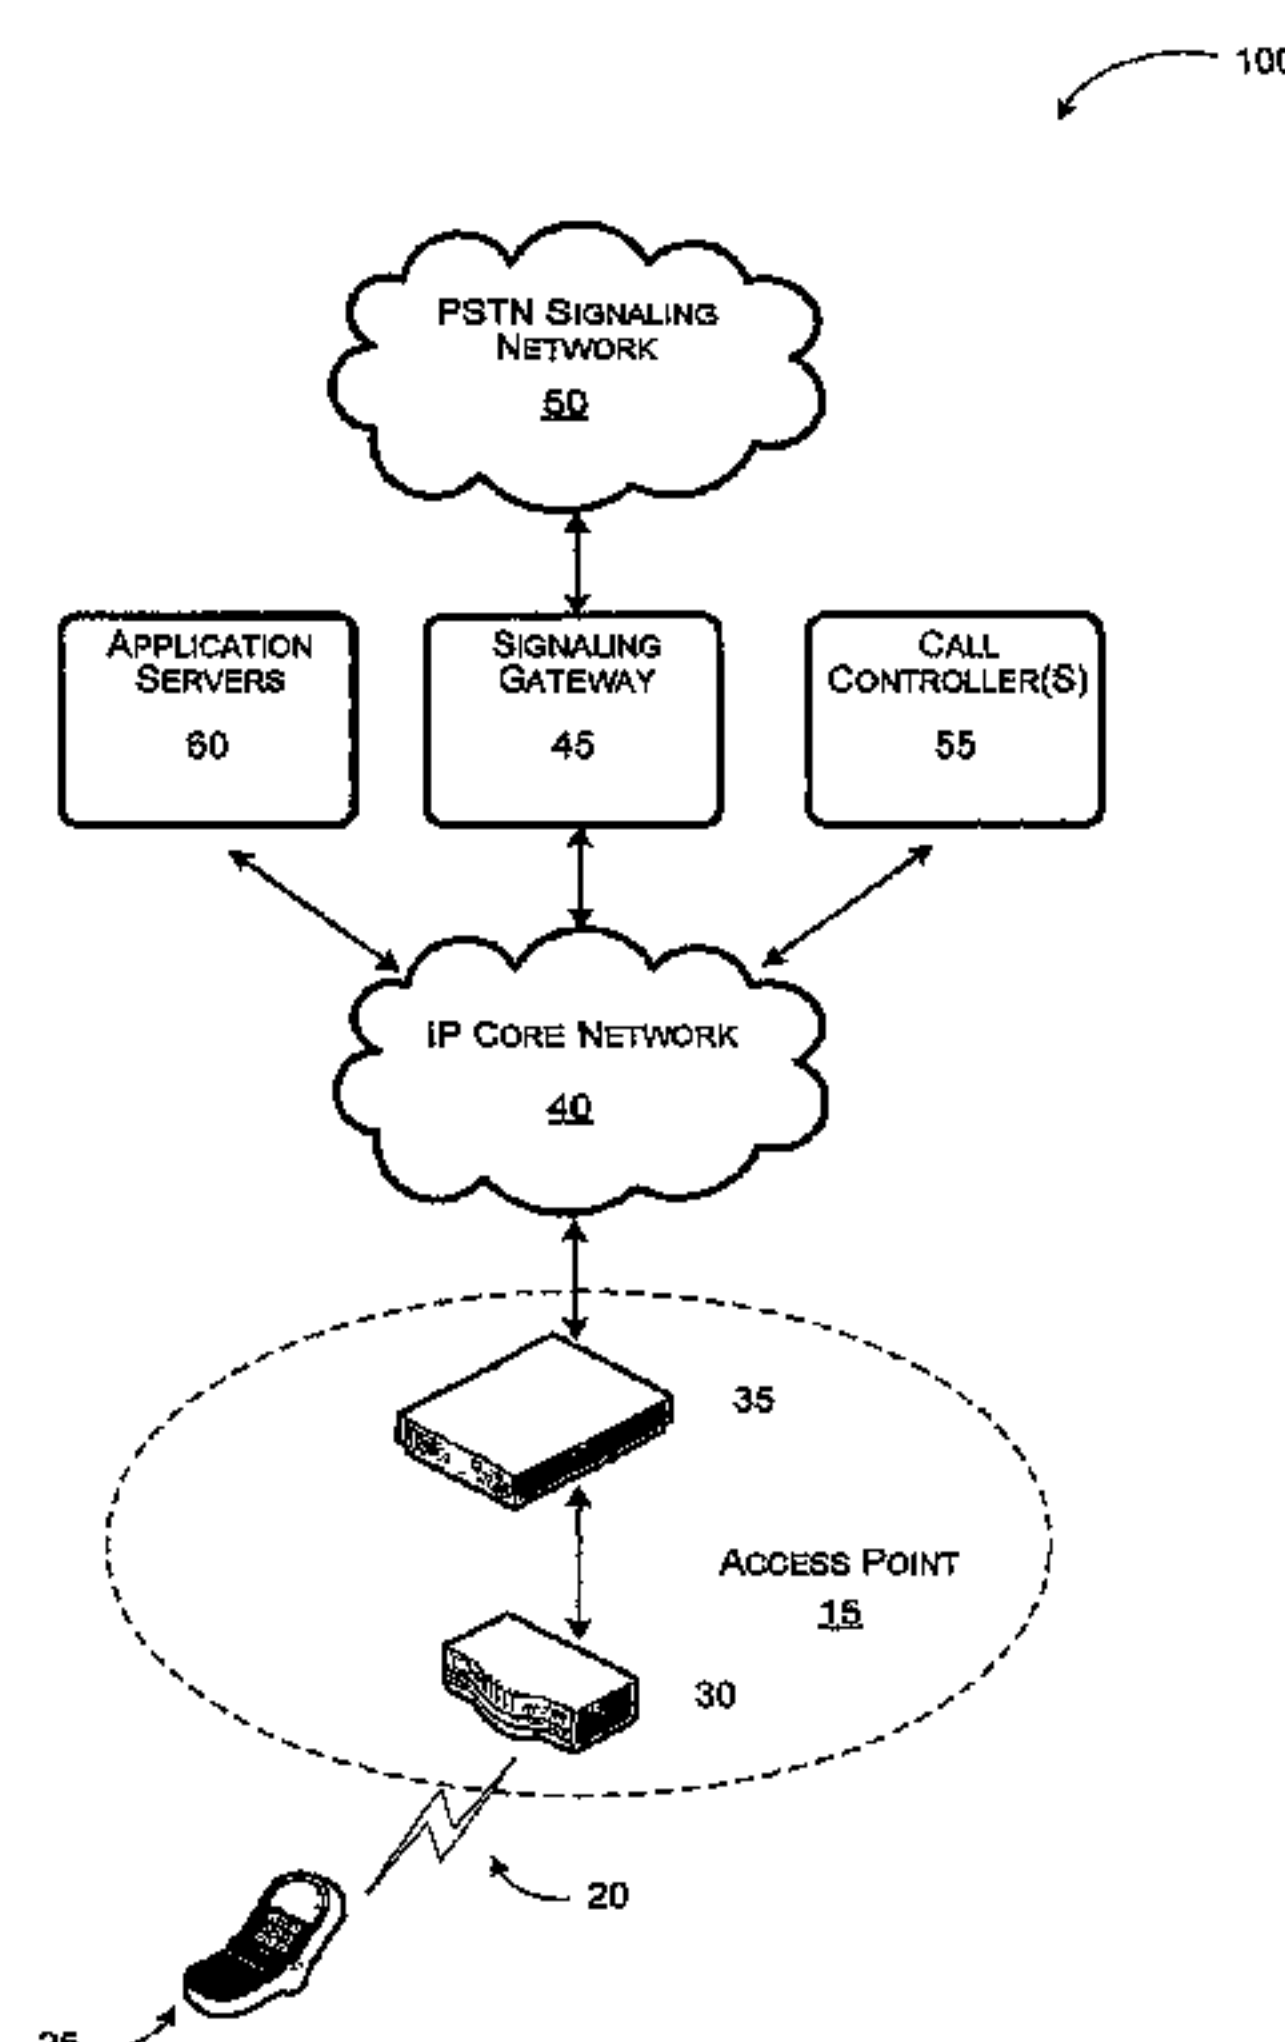 100
PSTN SIGNALING
NETWORK
50
APPLICATION
SERVERS
60
SIGNALING
GATEWAY
45
CALL
CONTROLLER(S)
55
IP CORE NETWORK
40
35
ACCESS POINT
15
30
20